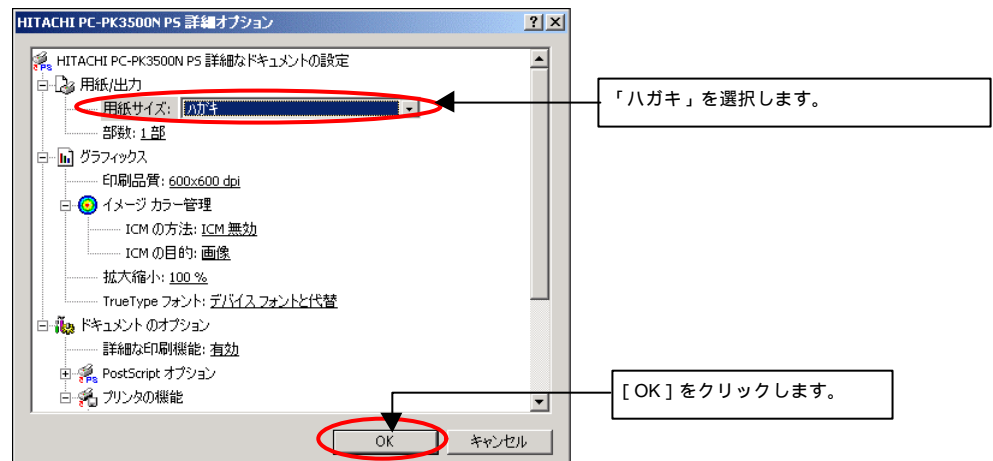 HITACHI PC-PK3500N PS 詳細オプション
HITACHI PC-PK3500N PS 詳細なドキュメントの設定
用紙/出力
用紙サイズ: ハガキ
「ハガキ」を選択します。
部数: 1 部
グラフィックス
印刷品質: 600x600 dpi
イメージ カラー管理
ICM の方法: ICM 無効
ICM の目的: 画像
拡大縮小: 100 %
TrueType フォント: デバイス フォントと代替
ドキュメント のオプション
詳細な印刷機能: 有効
PostScript オプション
プリンタの機能
[ OK ] をクリックします。
OK キャンセル